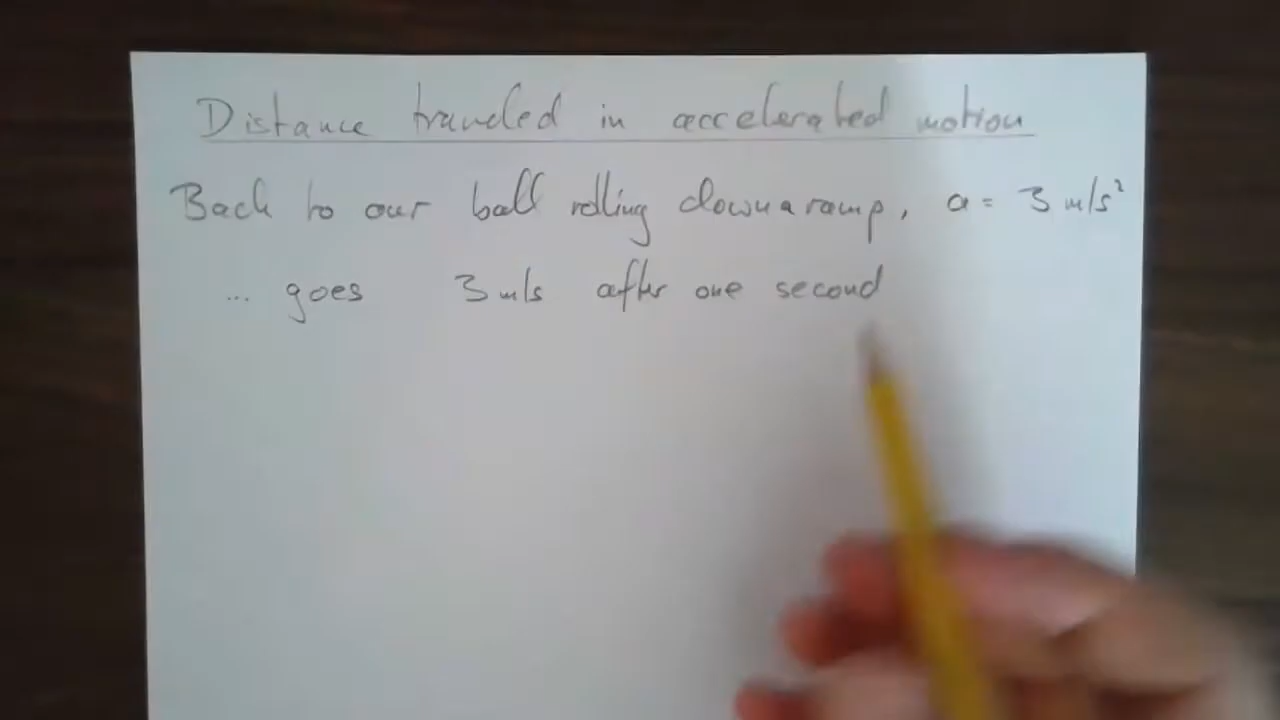 Distance traveled in accelerated motion
Back to our ball rolling down a ramp, a = 3 m/s²
... goes 3 m/s after one second